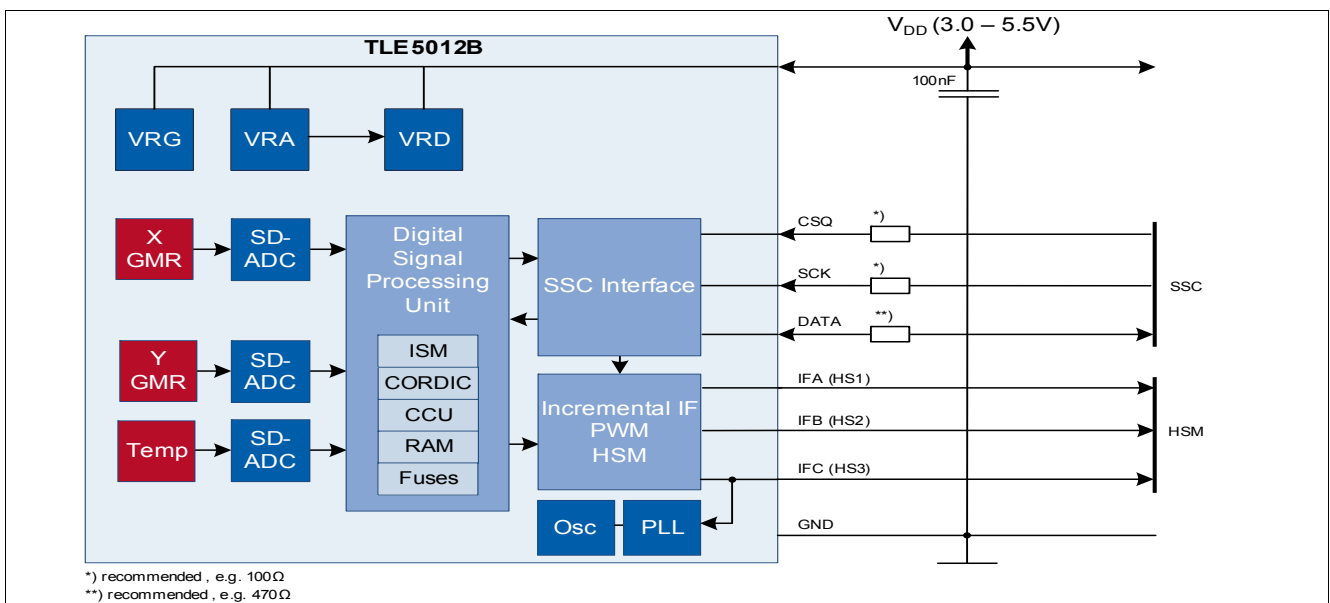 V_DD (3.0 – 5.5V)
TLE5012B
100nF
VRG
VRA
VRD
X
GMR
SD-
ADC
Digital
Signal
Processing
Unit
SSC Interface
CSQ
*)
SCK
*)
DATA
**)
SSC
Y
GMR
SD-
ADC
ISM
CORDIC
CCU
RAM
Fuses
Temp
SD-
ADC
Incremental IF
PWM
HSM
IFA (HS1)
IFB (HS2)
IFC (HS3)
HSM
Osc
PLL
GND
*) recommended , e.g. 100Ω
**) recommended , e.g. 470Ω